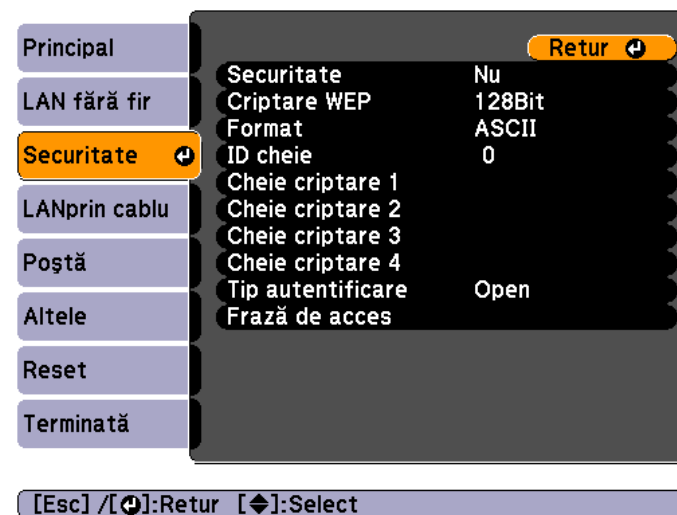 Principal
LAN fără fir
Securitate
LANprin cablu
Poştă
Altele
Reset
Terminată
Retur
Securitate Nu
Criptare WEP 128Bit
Format ASCII
ID cheie 0
Cheie criptare 1
Cheie criptare 2
Cheie criptare 3
Cheie criptare 4
Tip autentificare Open
Frază de acces
[Esc] /[⏎]:Retur [◆]:Select